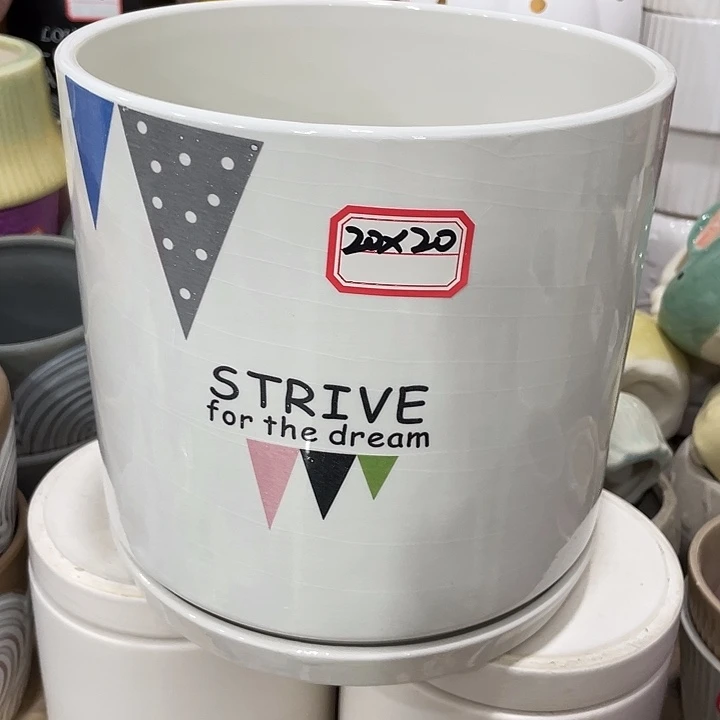 20x20
STRIVE
for the dream